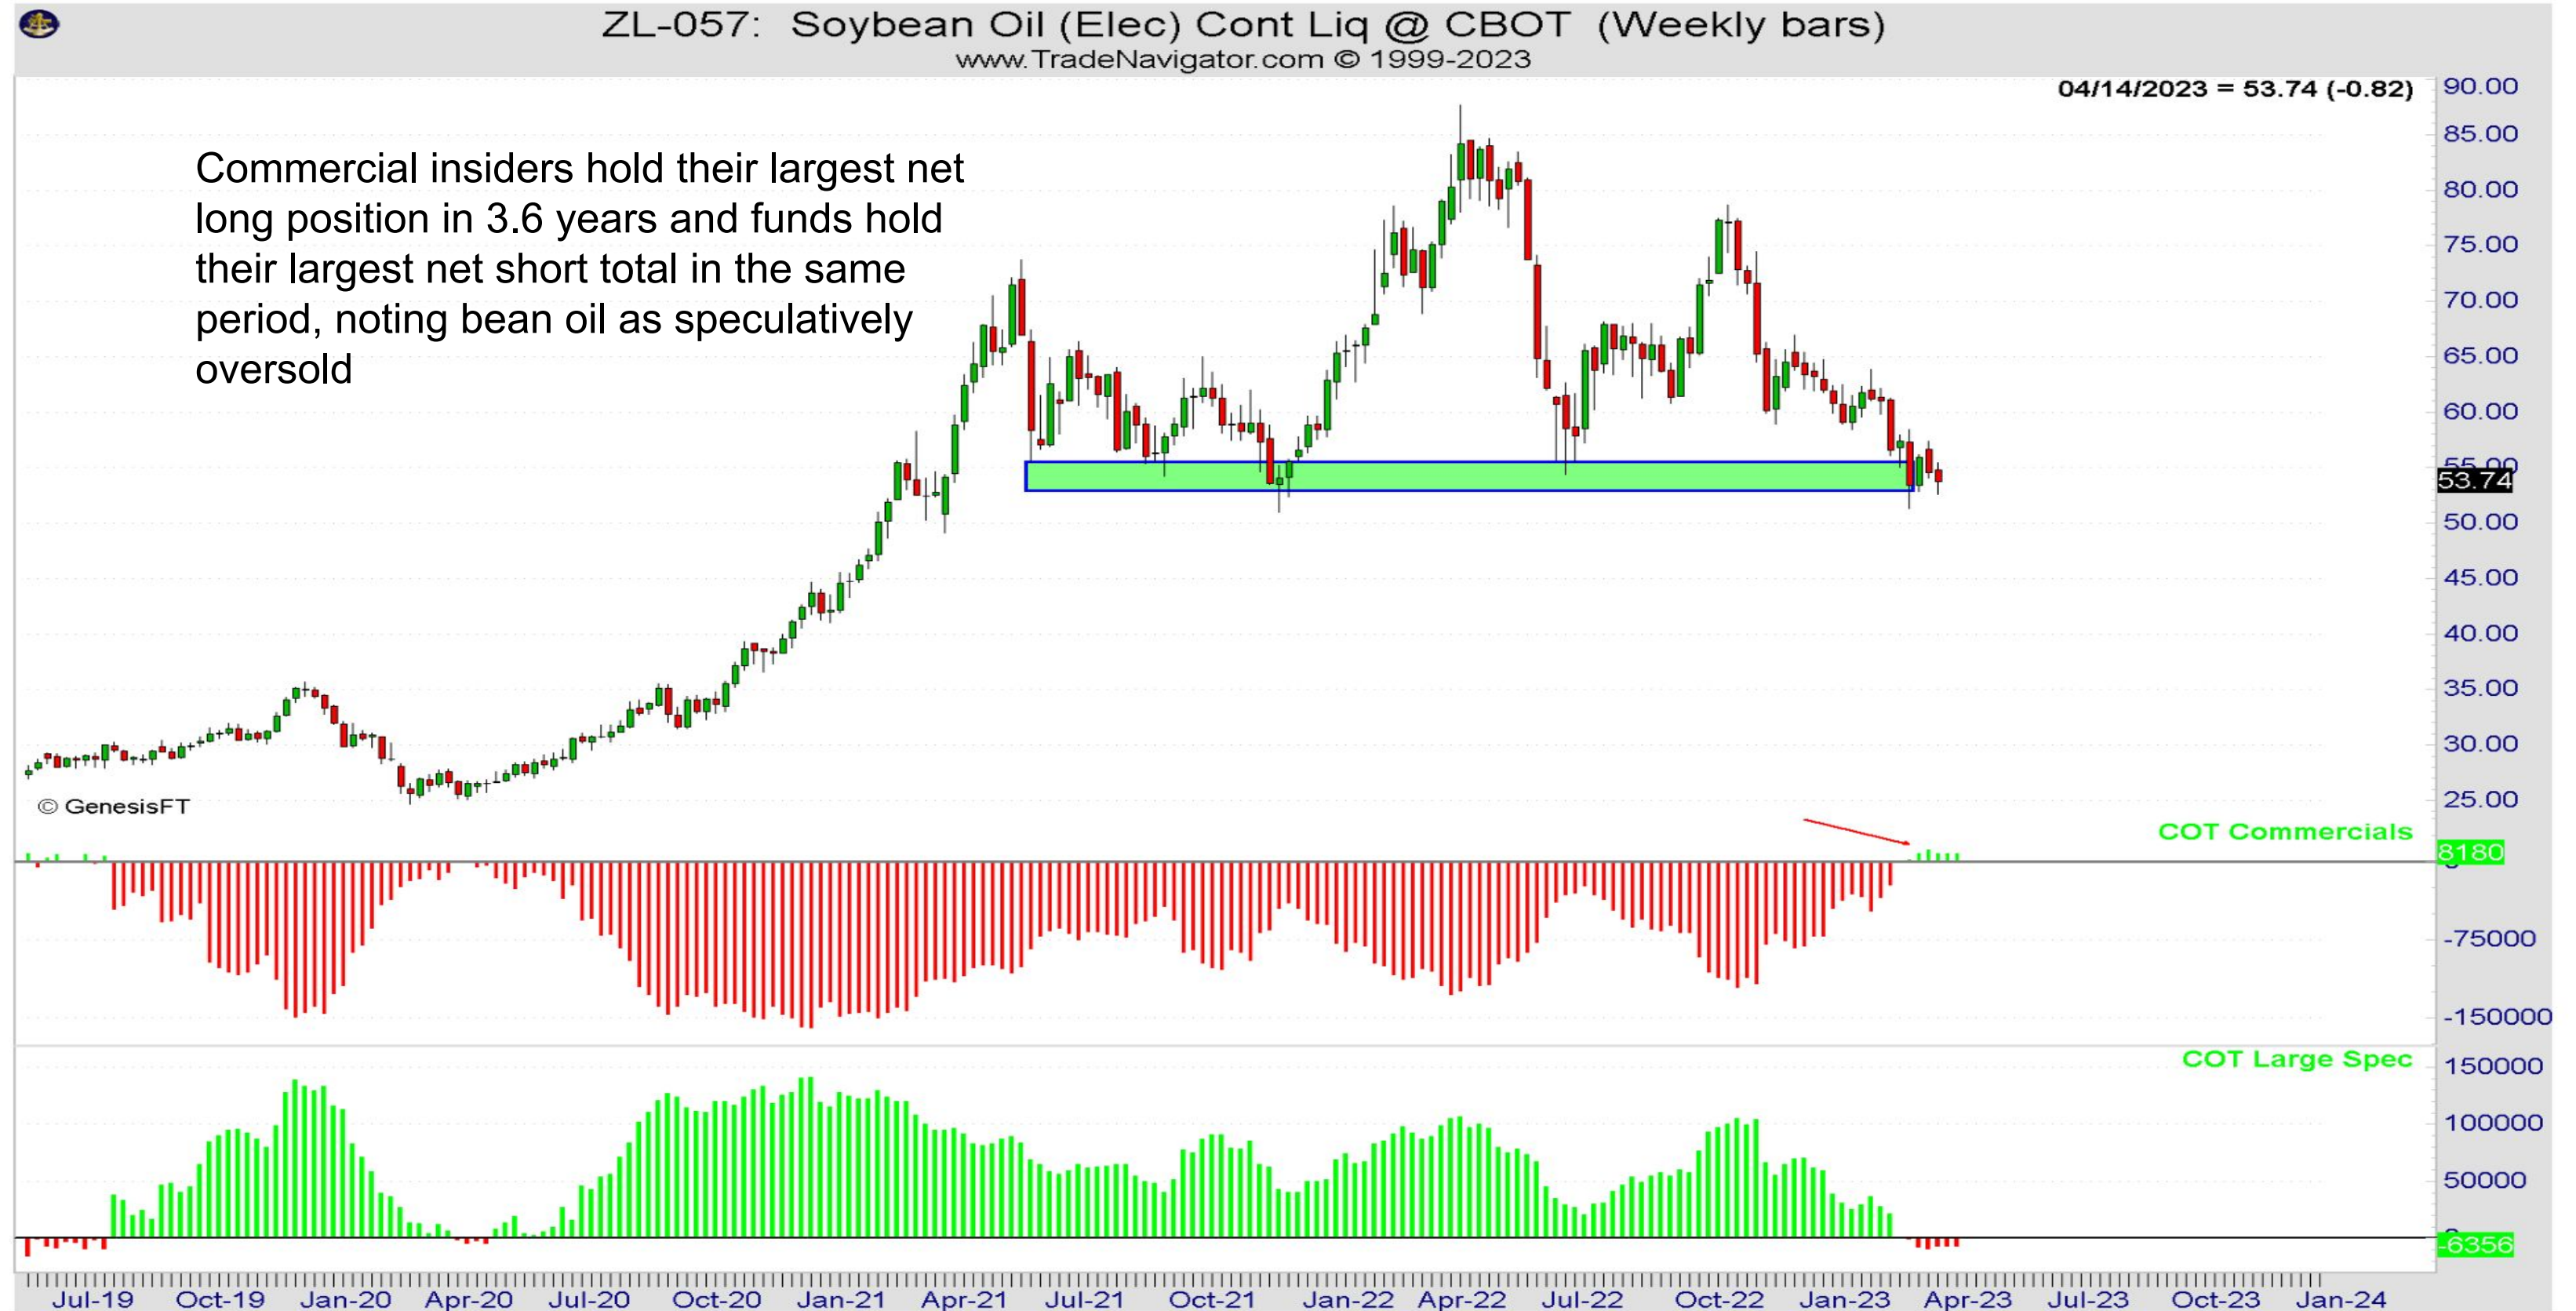 ZL-057: Soybean Oil (Elec) Cont Liq @ CBOT (Weekly bars)
www.TradeNavigator.com © 1999-2023
04/14/2023 = 53.74 (-0.82)
Commercial insiders hold their largest net
long position in 3.6 years and funds hold
their largest net short total in the same
period, noting bean oil as speculatively
oversold
90.00
85.00
80.00
75.00
70.00
65.00
60.00
55.00
53.74
50.00
45.00
40.00
35.00
30.00
25.00
© GenesisFT
COT Commercials
8180
-75000
-150000
COT Large Spec
150000
100000
50000
-6356
Jul-19 Oct-19 Jan-20 Apr-20 Jul-20 Oct-20 Jan-21 Apr-21 Jul-21 Oct-21 Jan-22 Apr-22 Jul-22 Oct-22 Jan-23 Apr-23 Jul-23 Oct-23 Jan-24